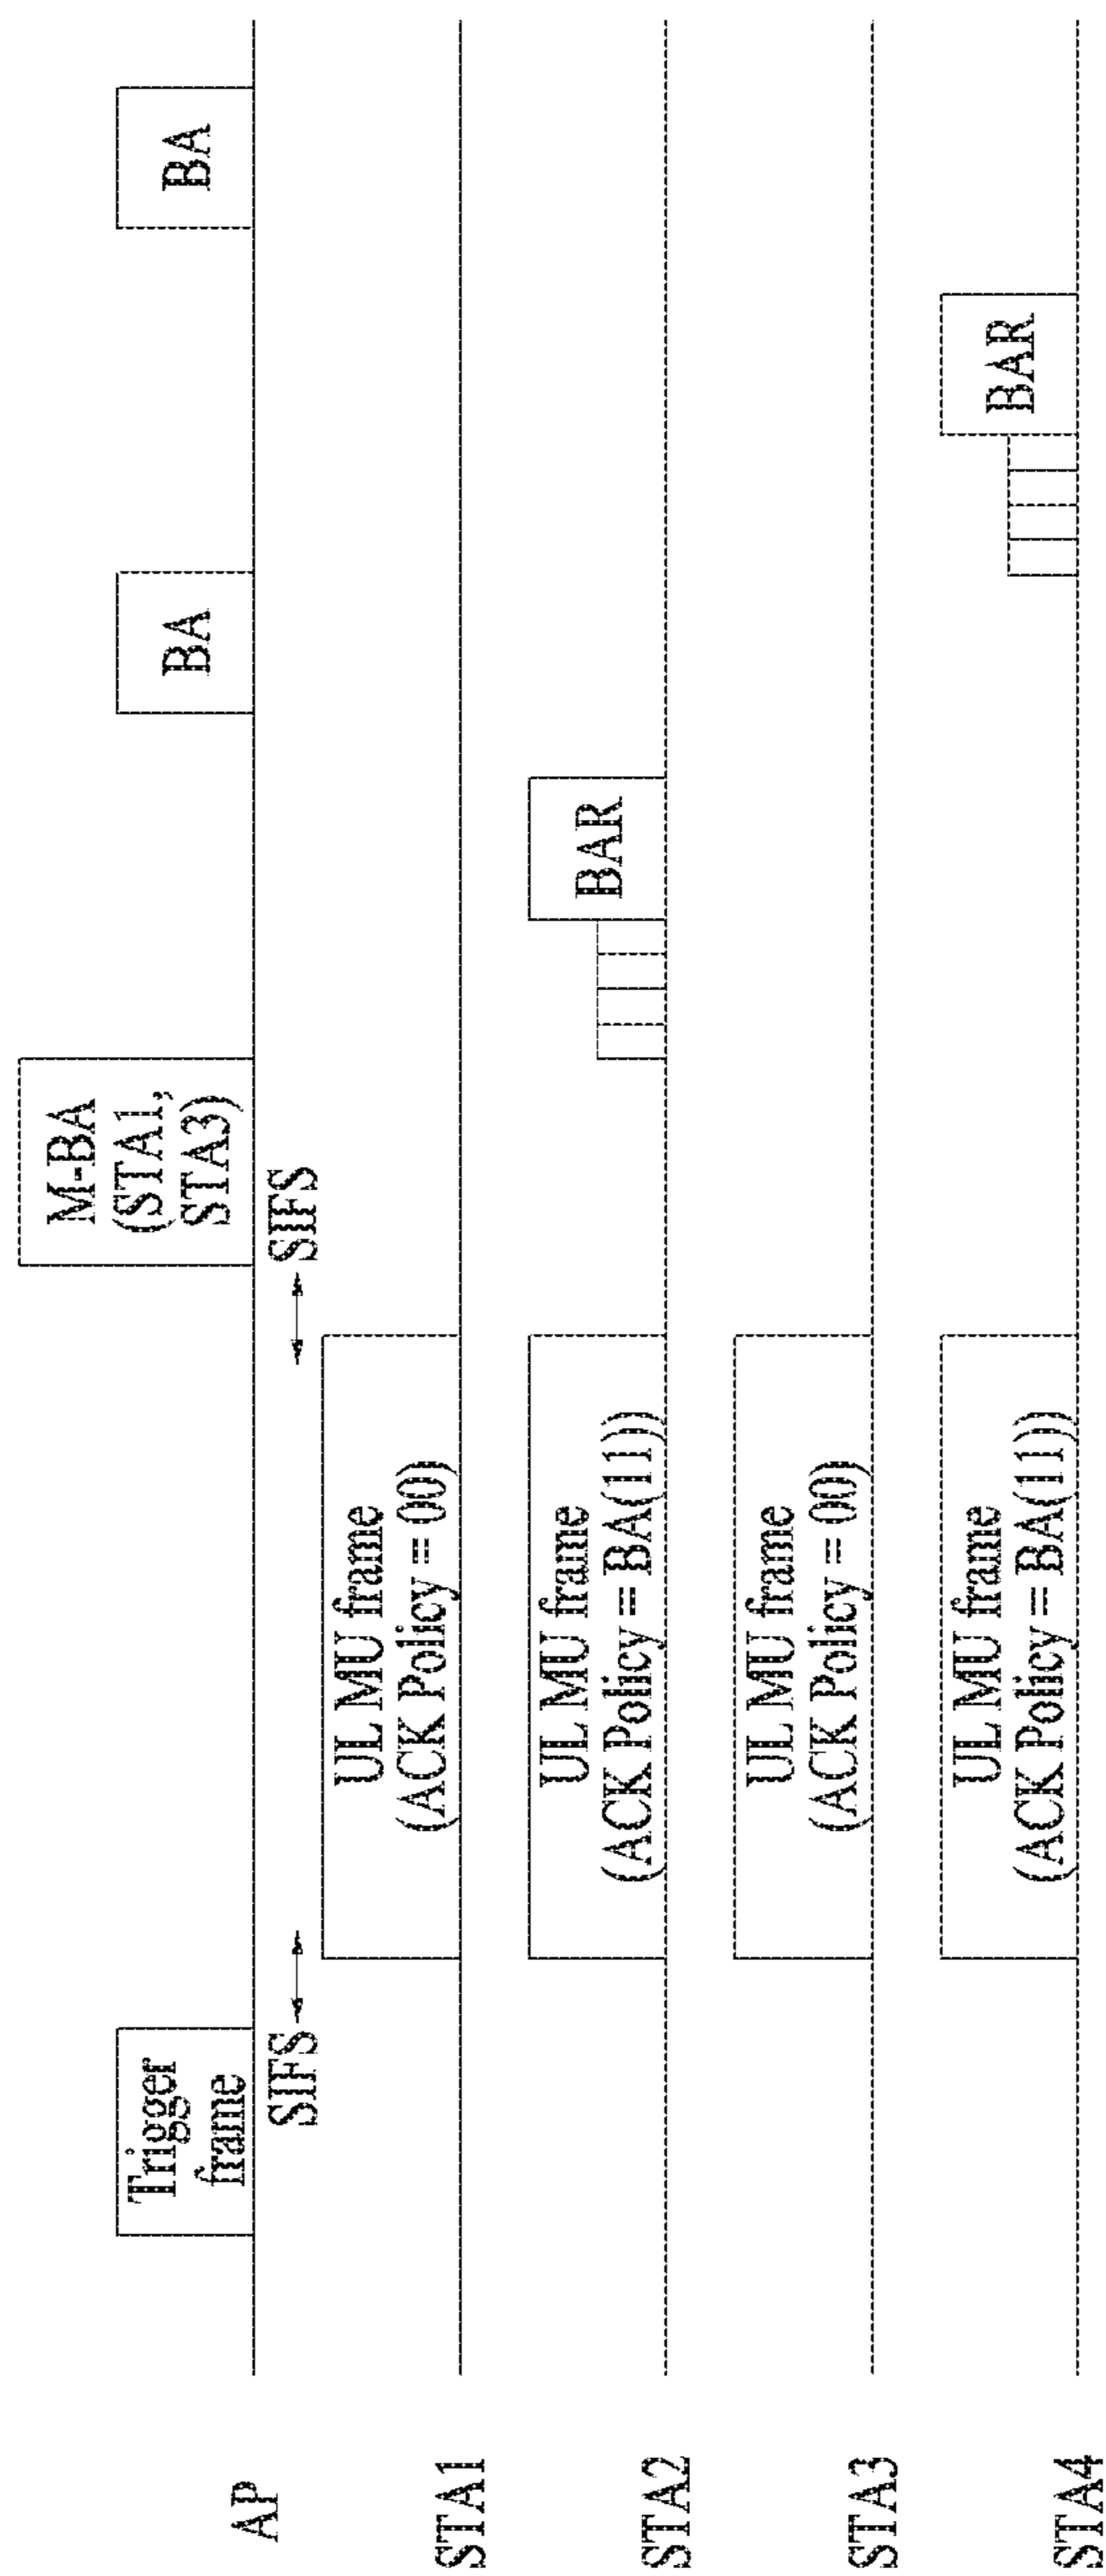 AP
Trigger
frame
M-BA
(STA1,
STA3)
BA
BA
SIFS
SIFS
STA1
UL MU frame
(ACK Policy = 00)
STA2
UL MU frame
(ACK Policy = BA(11))
BAR
STA3
UL MU frame
(ACK Policy = 00)
STA4
UL MU frame
(ACK Policy = BA(11))
BAR